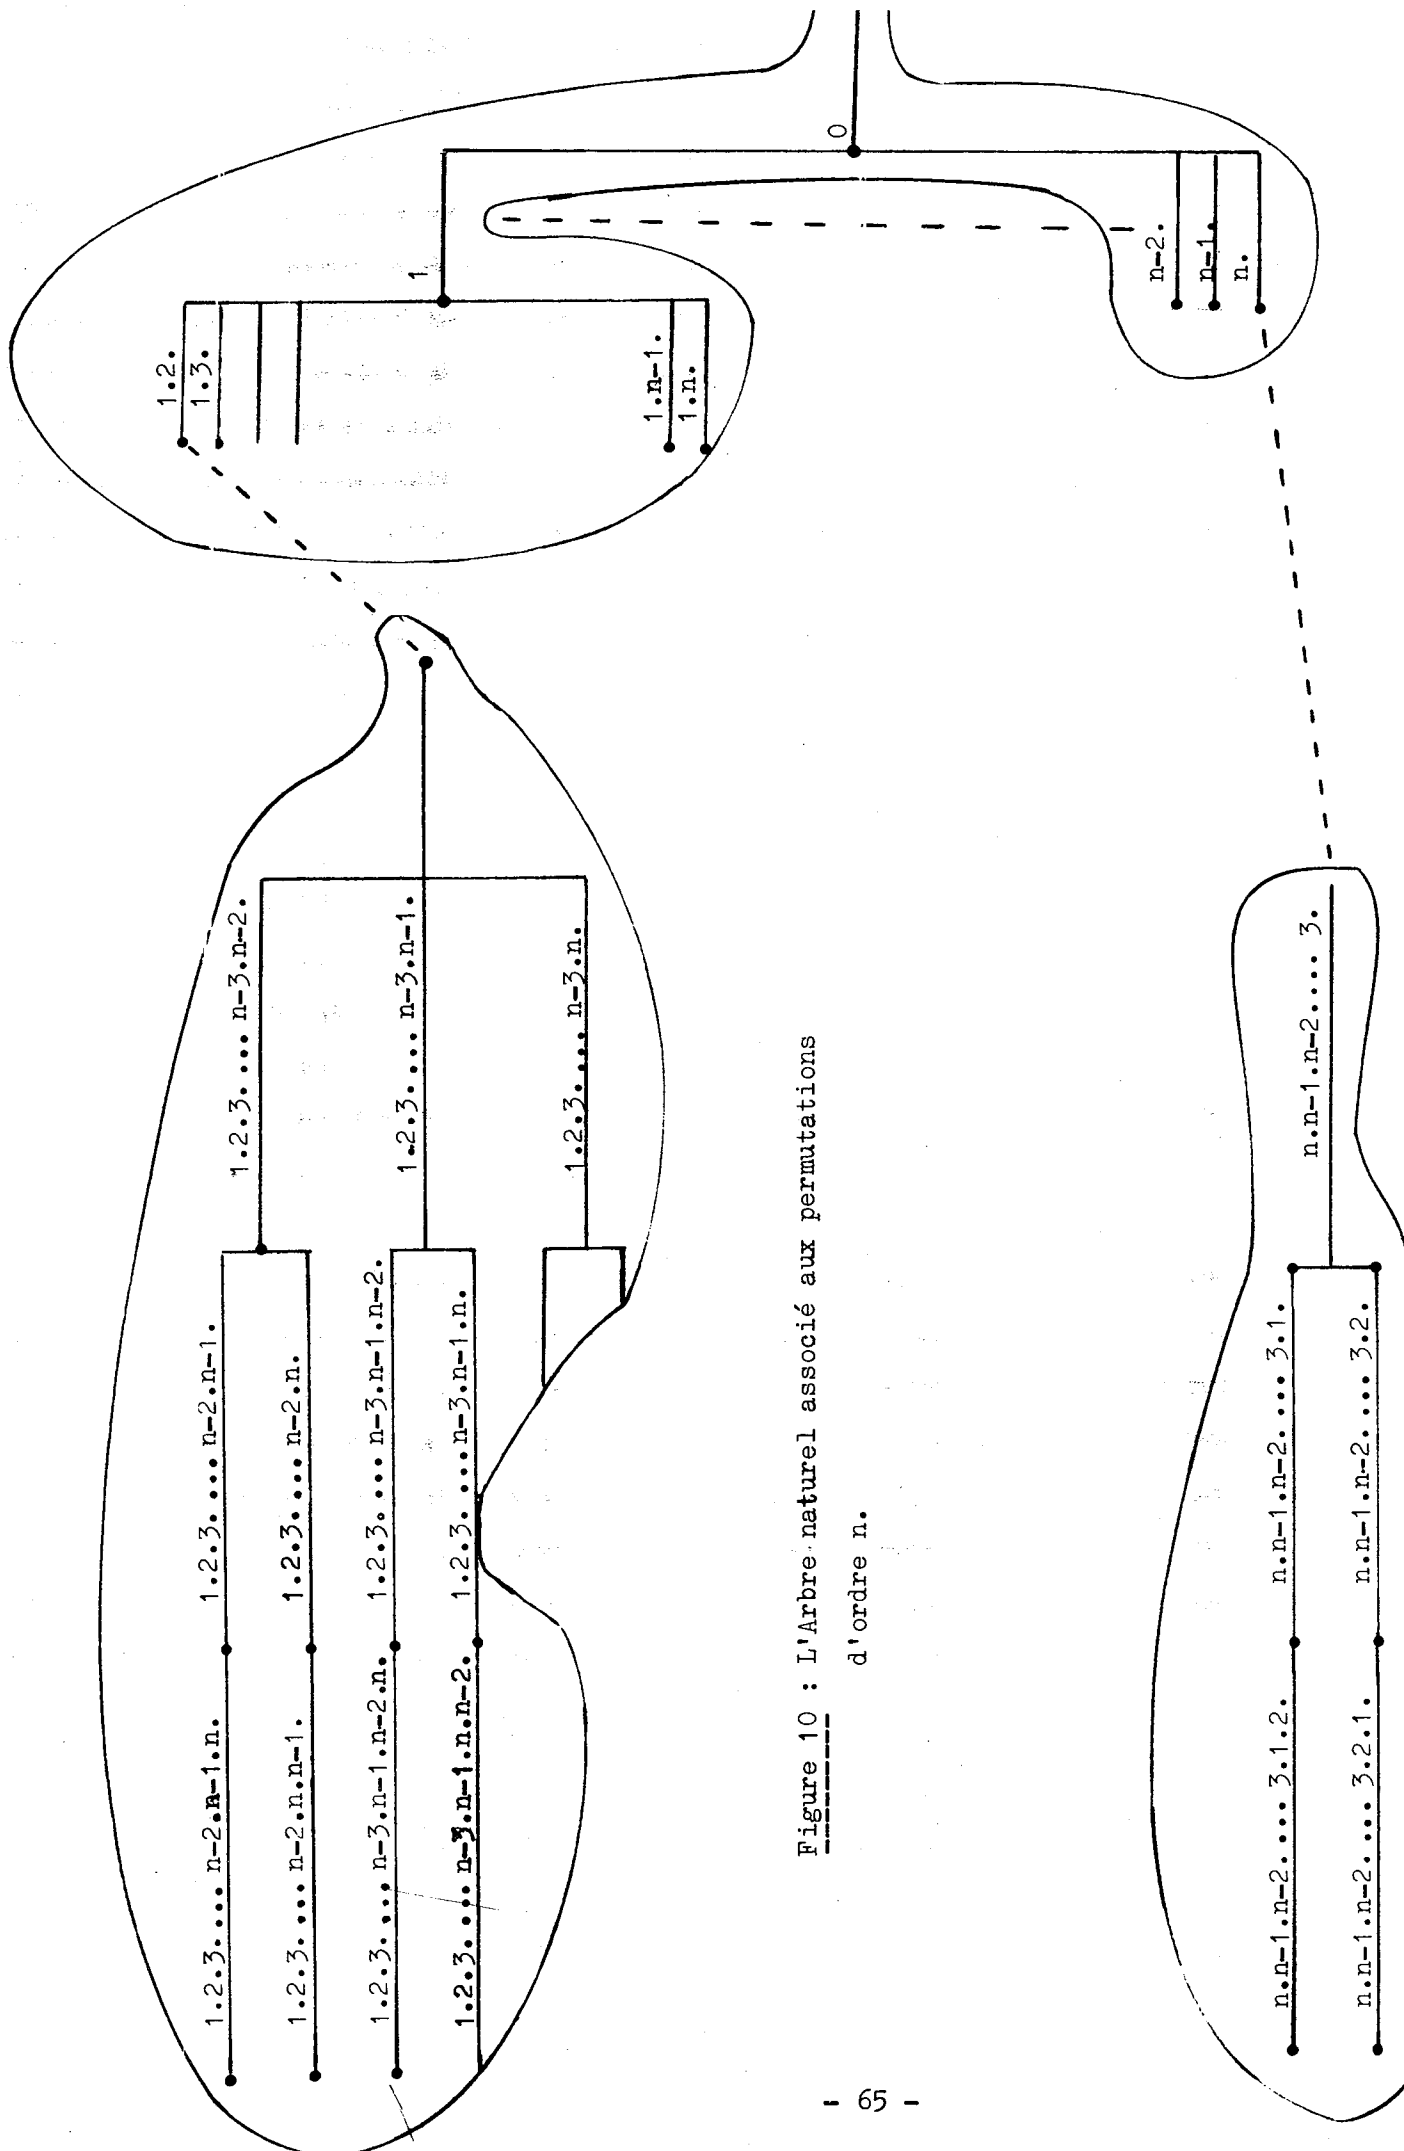 0
1
n-2.
n-1.
n.
1.2.
1.3.
1.n-1.
1.n.
1.2.3.... n-3.n-2.
1.2.3.... n-3.n-1.
1.2.3.... n-3.n.
1.2.3.... n-2.n-1.
1.2.3.... n-2.n.
1.2.3.... n-3.n-1.n-2.
1.2.3.... n-3.n-1.n.
1.2.3.... n-2.n-1.n.
1.2.3.... n-2.n.n-1.
1.2.3.... n-3.n-1.n-2.n.
1.2.3.... n-3.n-1.n.n-2.
n.n-1.n-2.... 3.
n.n-1.n-2.... 3.1.
n.n-1.n-2.... 3.2.
n.n-1.n-2.... 3.1.2.
n.n-1.n-2.... 3.2.1.
Figure 10 : L'Arbre naturel associé aux permutations
d'ordre n.
- 65 -